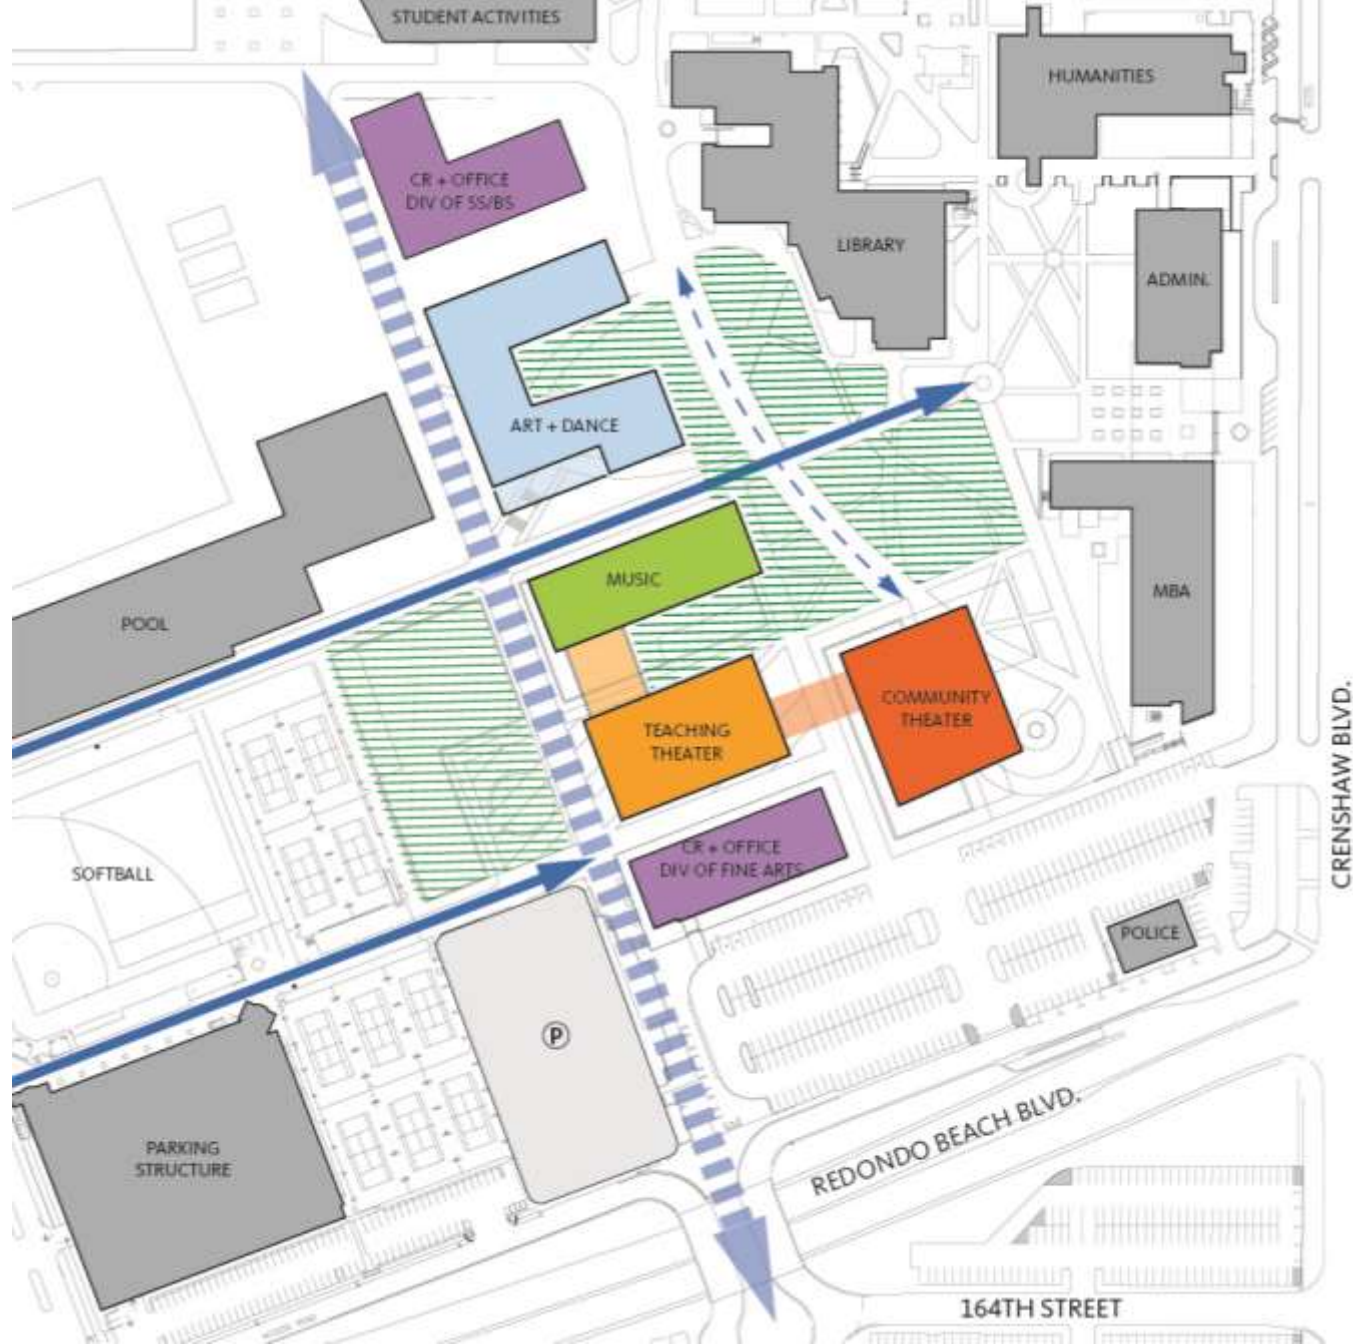 STUDENT ACTIVITIES
HUMANITIES
CR + OFFICE
DIV OF SS/BS
LIBRARY
ADMIN.
ART + DANCE
MUSIC
MBA
POOL
COMMUNITY
THEATER
TEACHING
THEATER
CRENSHAW BLVD.
CR + OFFICE
DIV OF FINE ARTS
SOFTBALL
POLICE
P
REDONDO BEACH BLVD.
PARKING
STRUCTURE
164TH STREET